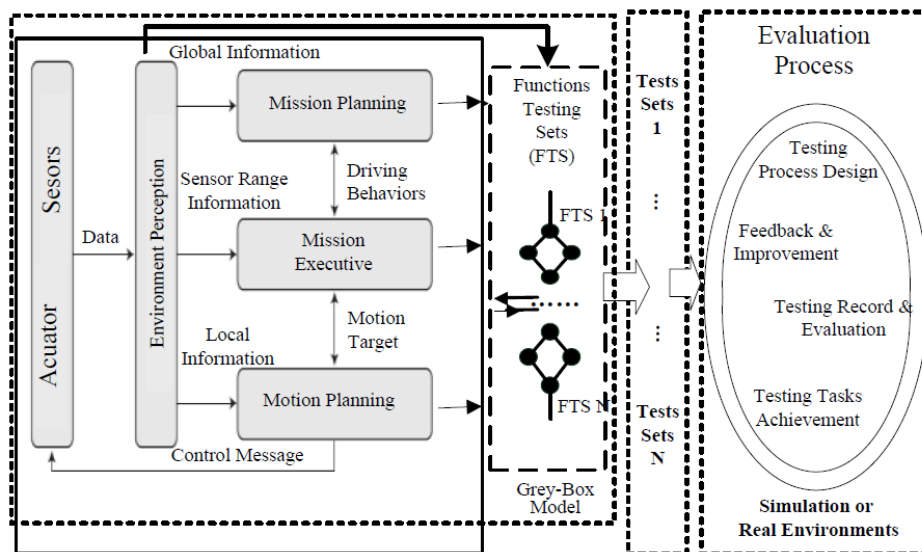 Global Information
Acuator Sesors
Data
Environment Perception
Mission Planning
Sensor Range
Information
Driving
Behaviors
Mission
Executive
Local
Information
Motion
Target
Motion Planning
Control Message
Functions
Testing
Sets
(FTS)
FTS 1
......
FTS N
Grey-Box
Model
Tests
Sets
1
...
...
Tests
Sets
N
Evaluation
Process
Testing
Process Design
Feedback &
Improvement
Testing Record &
Evaluation
Testing Tasks
Achievement
Simulation or
Real Environments